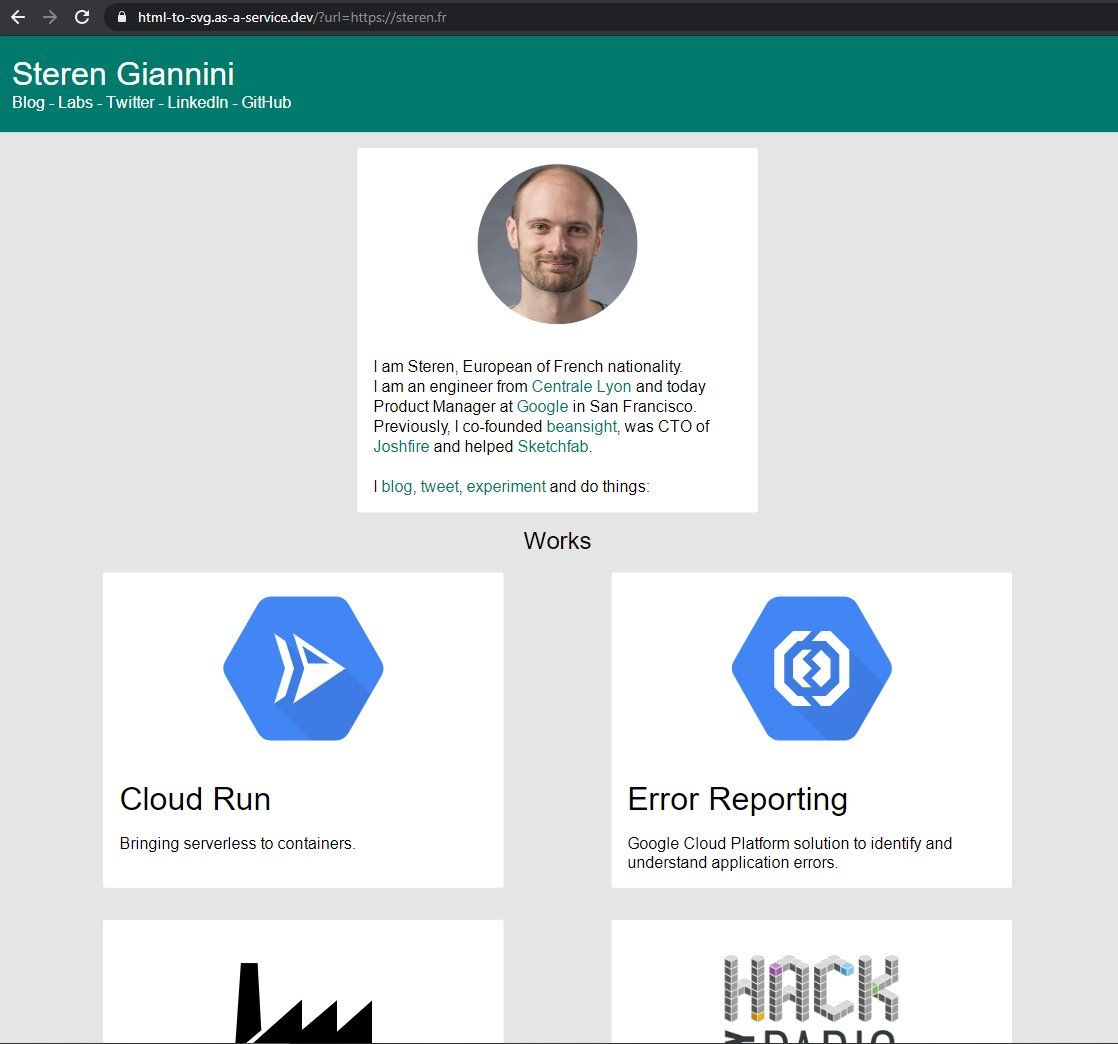 html-to-svg.as-a-service.dev/?url=https://steren.fr
Steren Giannini
Blog - Labs - Twitter - LinkedIn - GitHub
I am Steren, European of French nationality.
I am an engineer from Centrale Lyon and today
Product Manager at Google in San Francisco.
Previously, I co-founded beansight, was CTO of
Joshfire and helped Sketchfab.
I blog, tweet, experiment and do things:
Works
Cloud Run
Bringing serverless to containers.
Error Reporting
Google Cloud Platform solution to identify and
understand application errors.
HACK